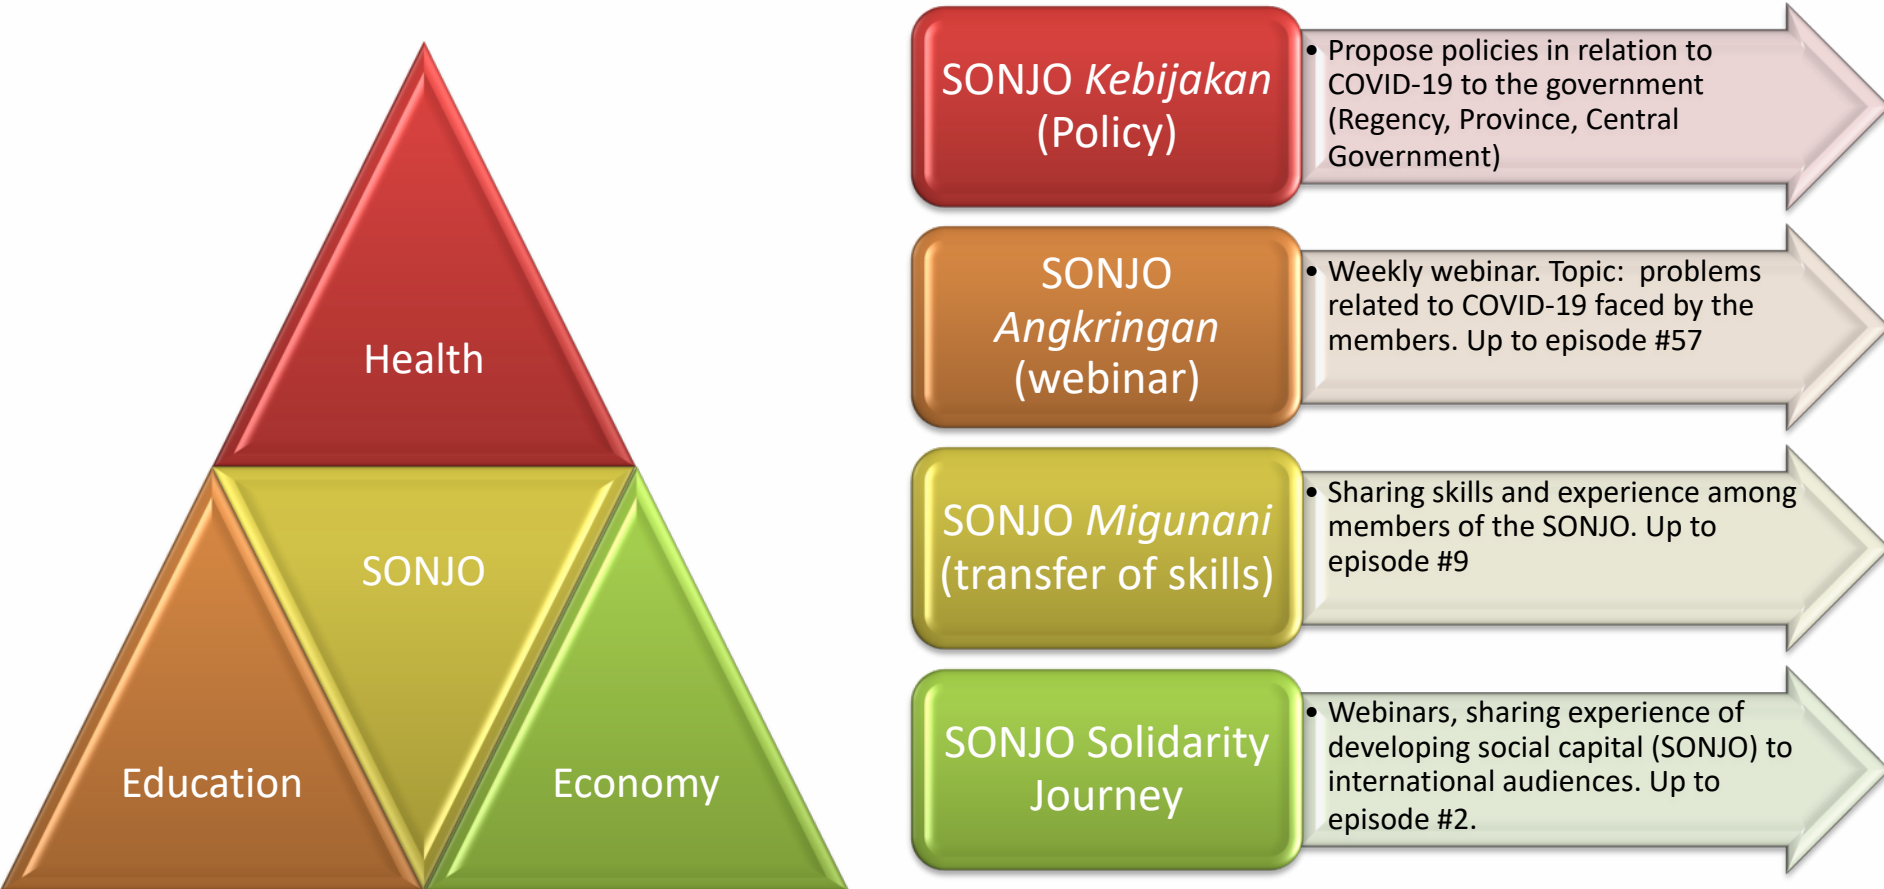 Health
SONJO
Education
Economy
SONJO Kebijakan
(Policy)
• Propose policies in relation to
COVID-19 to the government
(Regency, Province, Central
Government)
SONJO
Angkringan
(webinar)
• Weekly webinar. Topic:  problems
related to COVID-19 faced by the
members. Up to episode #57
SONJO Migunani
(transfer of skills)
• Sharing skills and experience among
members of the SONJO. Up to
episode #9
SONJO Solidarity
Journey
• Webinars, sharing experience of
developing social capital (SONJO) to
international audiences. Up to
episode #2.